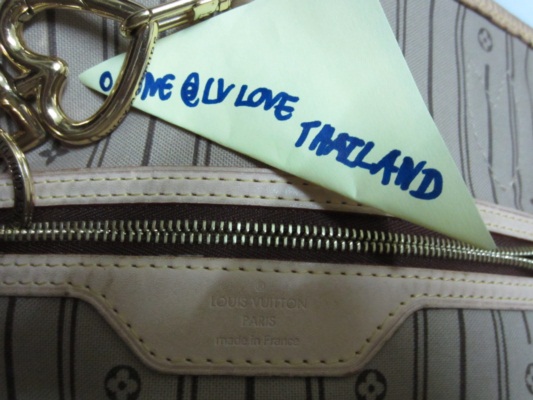 @LV LOVE
THAILAND
LOUIS VUITTON
PARIS
made in France